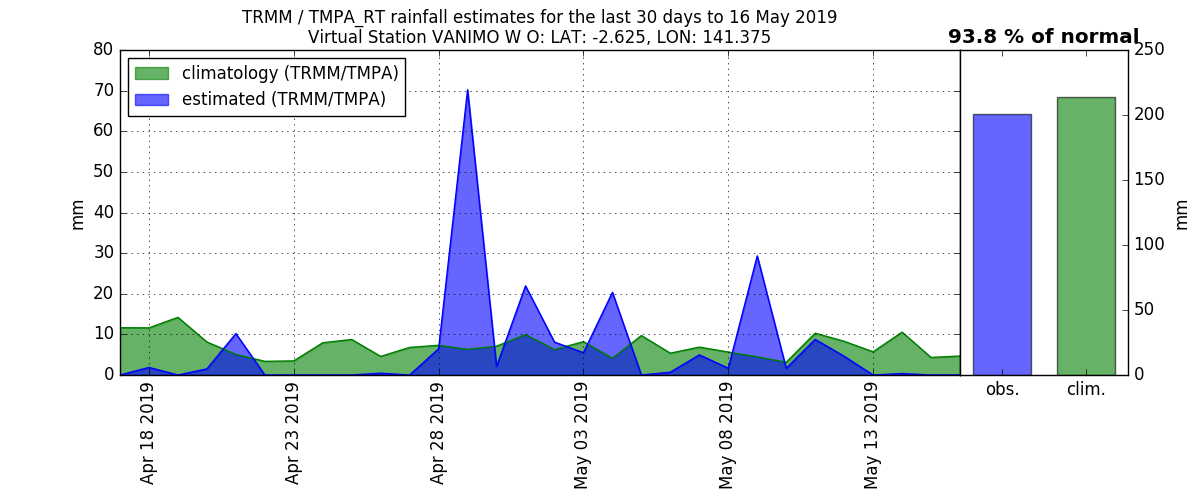 TRMM / TMPA_RT rainfall estimates for the last 30 days to 16 May 2019
Virtual Station VANIMO W O: LAT: -2.625, LON: 141.375
93.8 % of normal
climatology (TRMM/TMPA)
estimated (TRMM/TMPA)
80
70
60
50
40
30
20
10
0
mm
Apr 18 2019
Apr 23 2019
Apr 28 2019
May 03 2019
May 08 2019
May 13 2019
obs.
clim.
250
200
150
100
50
0
mm